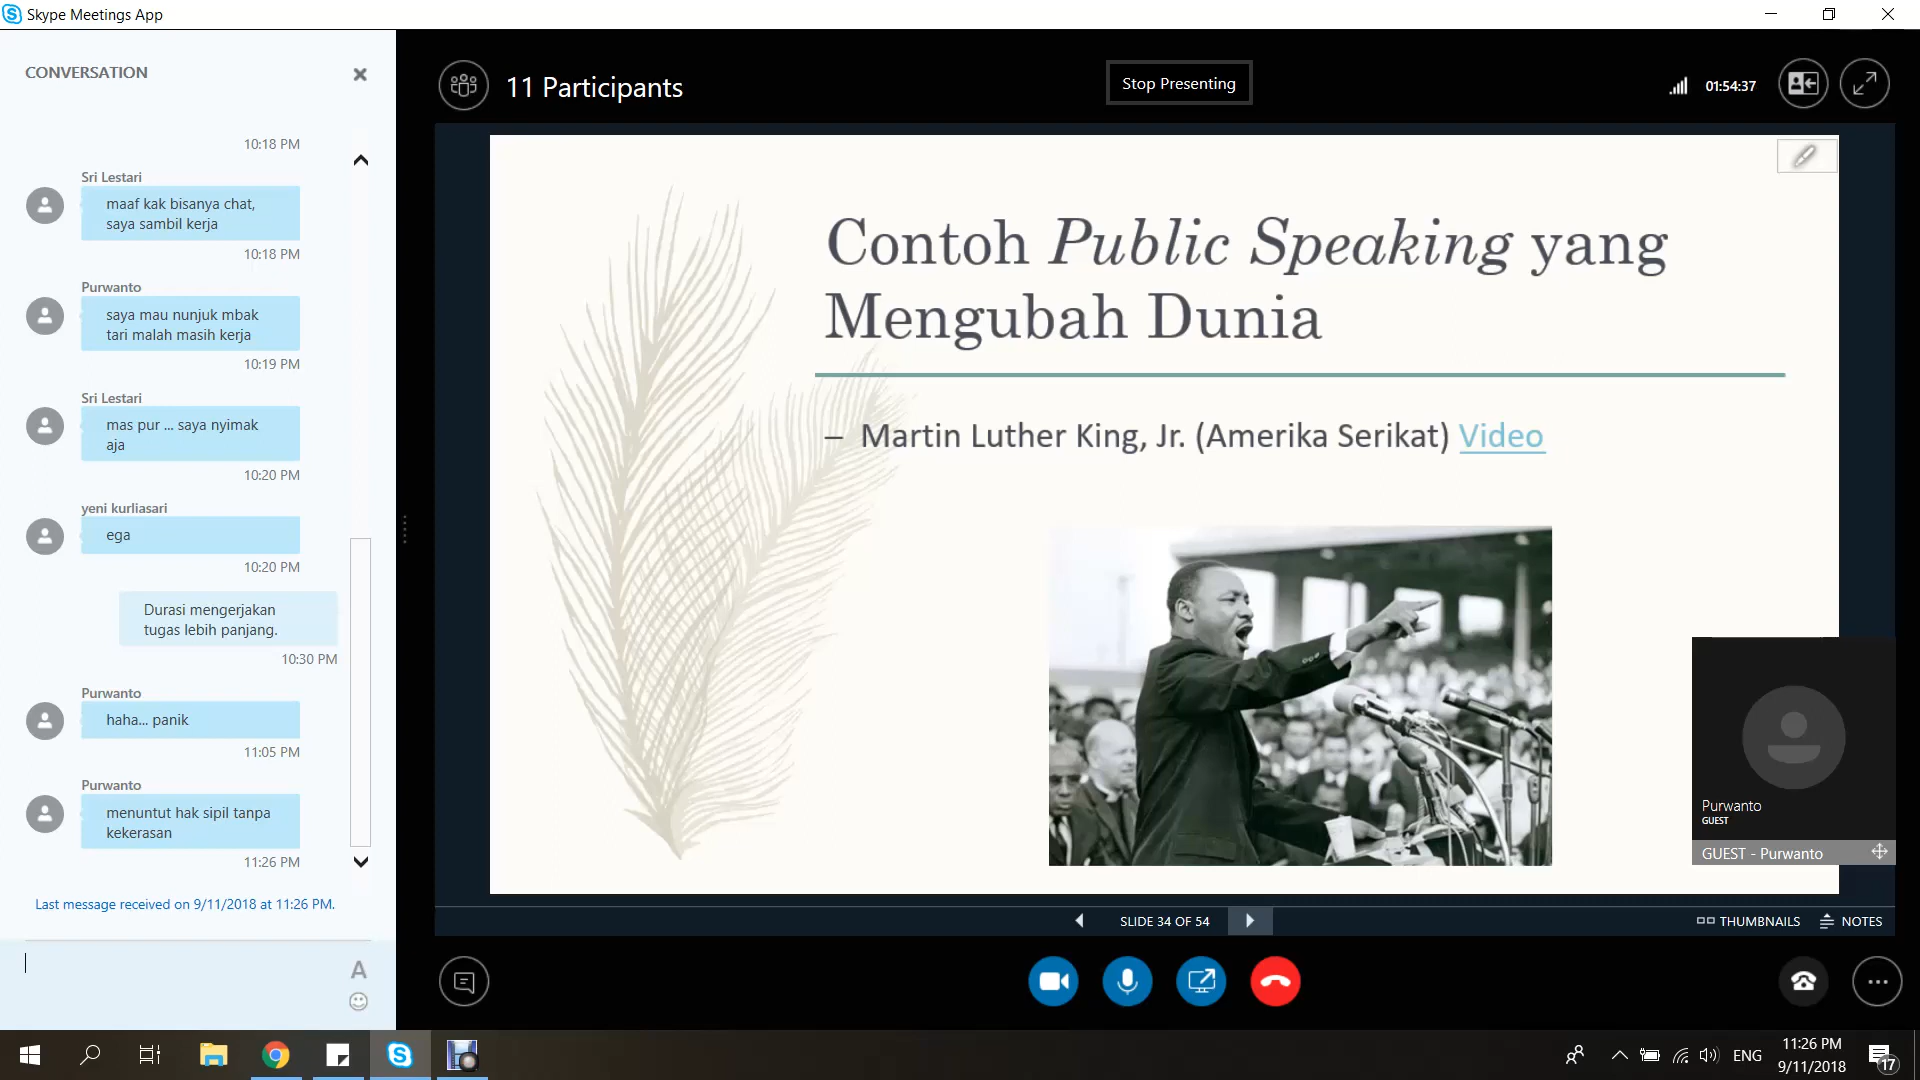 Skype Meetings App
CONVERSATION
10:18 PM
Sri Lestari
maaf kak bisanya chat,
saya sambil kerja
10:18 PM
Purwanto
saya mau nunjuk mbak
tari malah masih kerja
10:19 PM
Sri Lestari
mas pur ... saya nyimak
aja
10:20 PM
yeni kurliasari
ega
10:20 PM
Durasi mengerjakan
tugas lebih panjang.
10:30 PM
Purwanto
haha... panik
11:05 PM
Purwanto
menuntut hak sipil tanpa
kekerasan
11:26 PM
Last message received on 9/11/2018 at 11:26 PM.
A
11 Participants
Stop Presenting
01:54:37
Contoh Public Speaking yang
Mengubah Dunia
– Martin Luther King, Jr. (Amerika Serikat) Video
Purwanto
GUEST
GUEST - Purwanto
SLIDE 34 OF 54
THUMBNAILS
NOTES
ENG
11:26 PM
9/11/2018
17